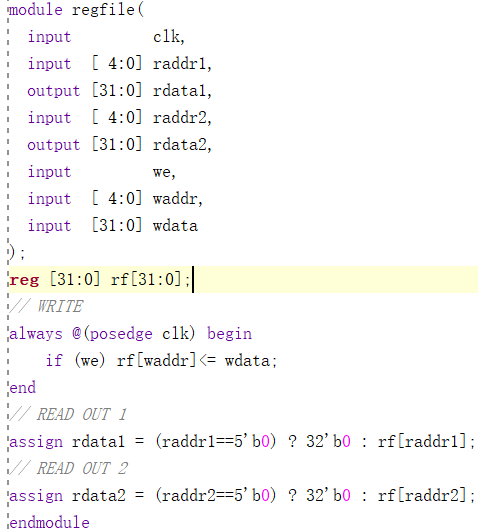 module regfile(
  input         clk,
  input  [ 4:0] raddr1,
  output [31:0] rdata1,
  input  [ 4:0] raddr2,
  output [31:0] rdata2,
  input         we,
  input  [ 4:0] waddr,
  input  [31:0] wdata
);
reg [31:0] rf[31:0];
// WRITE
always @(posedge clk) begin
    if (we) rf[waddr]<= wdata;
end
// READ OUT 1
assign rdata1 = (raddr1==5'b0) ? 32'b0 : rf[raddr1];
// READ OUT 2
assign rdata2 = (raddr2==5'b0) ? 32'b0 : rf[raddr2];
endmodule